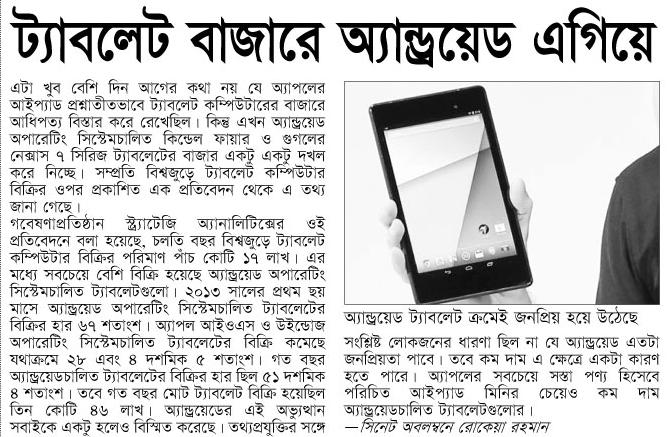 ট্যাবলেট বাজারে অ্যান্ড্রয়েড এগিয়ে
এটা খুব বেশি দিন আগের কথা নয় যে অ্যাপলের
আইপ্যাড প্রশ্নাতীতভাবে ট্যাবলেট কম্পিউটারের বাজারে
আধিপত্য বিস্তার করে রেখেছিল। কিন্তু এখন অ্যান্ড্রয়েড
অপারেটিং সিস্টেমচালিত কিন্ডেল ফায়ার ও গুগলের
নেক্সাস ৭ সিরিজ ট্যাবলেটের বাজার একটু একটু দখল
করে নিচ্ছে। সম্প্রতি বিশ্বজুড়ে ট্যাবলেট কম্পিউটার
বিক্রির ওপর প্রকাশিত এক প্রতিবেদন থেকে এ তথ্য
জানা গেছে।
গবেষণাপ্রতিষ্ঠান স্ট্র্যাটেজি অ্যানালিটিক্সের ওই
প্রতিবেদনে বলা হয়েছে, চলতি বছর বিশ্বজুড়ে ট্যাবলেট
কম্পিউটার বিক্রির পরিমাণ পাঁচ কোটি ১৭ লাখ। এর
মধ্যে সবচেয়ে বেশি বিক্রি হয়েছে অ্যান্ড্রয়েড অপারেটিং
সিস্টেমচালিত ট্যাবলেটগুলো। ২০১৩ সালের প্রথম ছয়
মাসে অ্যান্ড্রয়েড অপারেটিং সিস্টেমচালিত ট্যাবলেটের
বিক্রির হার ৬৭ শতাংশ। অ্যাপল আইওএস ও উইন্ডোজ
অপারেটিং সিস্টেমচালিত ট্যাবলেটের বিক্রি কমেছে
যথাক্রমে ২৮ এবং ৪ দশমিক ৫ শতাংশ। গত বছর
অ্যান্ড্রয়েডচালিত ট্যাবলেটের বিক্রির হার ছিল ৫১ দশমিক
৪ শতাংশ। তবে গত বছর মোট ট্যাবলেট বিক্রি হয়েছিল
তিন কোটি ৪৬ লাখ। অ্যান্ড্রয়েডের এই অভ্যুত্থান
সবাইকে একটু হলেও বিস্মিত করেছে। তথ্যপ্রযুক্তির সঙ্গে
অ্যান্ড্রয়েড ট্যাবলেট ক্রমেই জনপ্রিয় হয়ে উঠেছে
সংশ্লিষ্ট লোকজনের ধারণা ছিল না যে অ্যান্ড্রয়েড এতটা
জনপ্রিয়তা পাবে। তবে কম দাম এ ক্ষেত্রে একটা কারণ
হতে পারে। অ্যাপলের সবচেয়ে সস্তা পণ্য হিসেবে
পরিচিত আইপ্যাড মিনির চেয়েও কম দাম
অ্যান্ড্রয়েডচালিত ট্যাবলেটগুলোর।
—সিনেট অবলম্বনে রোকেয়া রহমান